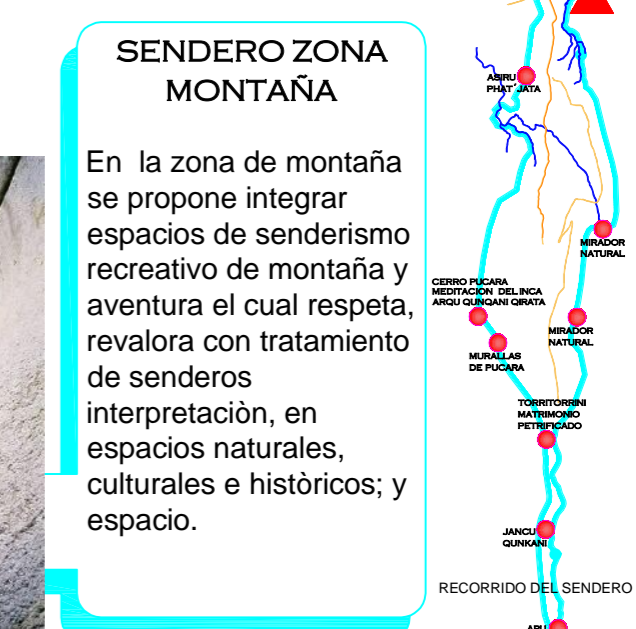 SENDERO ZONA
MONTAÑA
En la zona de montaña
se propone integrar
espacios de senderismo
recreativo de montaña y
aventura el cual respeta,
revalora con tratamiento
de senderos
interpretaciòn, en
espacios naturales,
culturales e històricos; y
espacio.
ASIRU
PHAT´JATA
MIRADOR
NATURAL
CERRO PUCARA
MEDITACION DEL INCA
ARQU QUNQANI QIRATA
MIRADOR
NATURAL
MURALLAS
DE PUCARA
TORRITORRINI
MATRIMONIO
PETRIFICADO
JANCU
QUNKANI
RECORRIDO DEL SENDERO